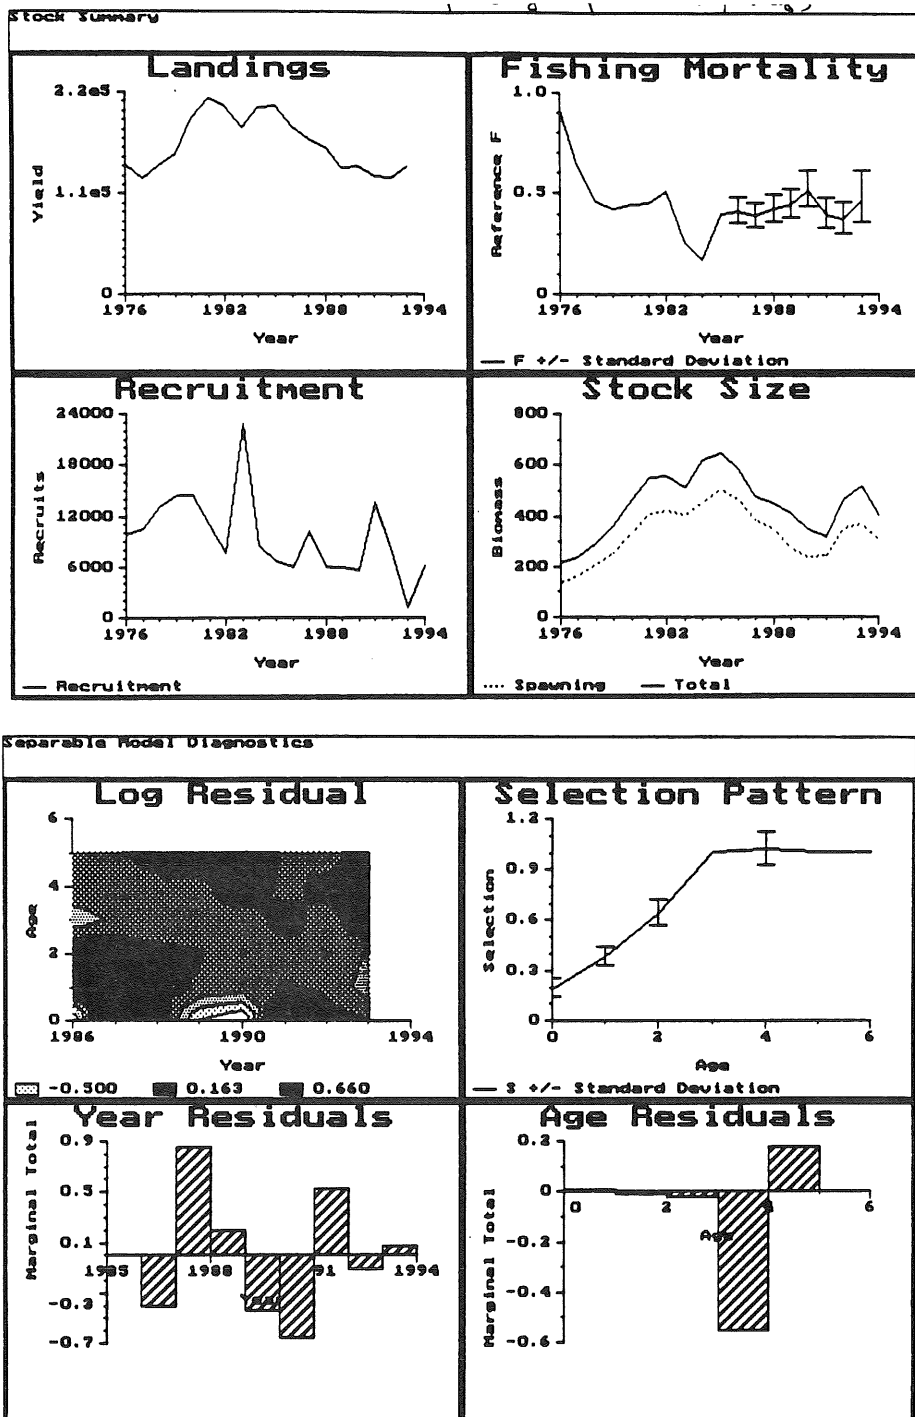 Stock Summary
Landings
2.2e5
1.1e5
0
Yield
1976 1982 1988 1994
Year
Fishing Mortality
1.0
0.5
0
Reference F
1976 1982 1988 1994
Year
F +/- Standard Deviation
Recruitment
24000
18000
12000
6000
0
Recruits
1976 1982 1988 1994
Year
Recruitment
Stock Size
800
600
400
200
0
Biomass
1976 1982 1988 1994
Year
Spawning Total
Separable Model Diagnostics
Log Residual
6
4
2
0
Age
1986 1990 1994
Year
-0.500 0.163 0.660
Selection Pattern
1.2
0.9
0.6
0.3
0
Selection
0 2 4 6
Age
S +/- Standard Deviation
Year Residuals
0.9
0.5
0.1
-0.3
-0.7
Marginal Total
1985 1988 91 1994
Year Residuals
Age Residuals
0.2
0
-0.2
-0.4
-0.6
Marginal Total
0 2 4 6
Age